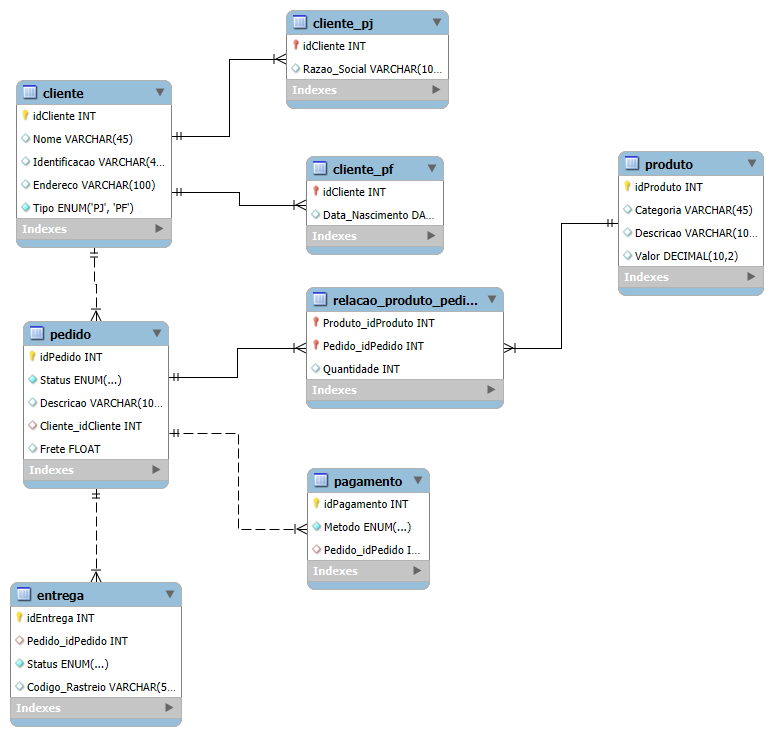 cliente_pj
idCliente INT
Razao_Social VARCHAR(10...
Indexes
cliente
idCliente INT
Nome VARCHAR(45)
Identificacao VARCHAR(4...
Endereco VARCHAR(100)
Tipo ENUM('PJ', 'PF')
Indexes
cliente_pf
idCliente INT
Data_Nascimento DA...
Indexes
produto
idProduto INT
Categoria VARCHAR(45)
Descricao VARCHAR(10...
Valor DECIMAL(10,2)
Indexes
relacao_produto_pedi...
Produto_idProduto INT
Pedido_idPedido INT
Quantidade INT
Indexes
pedido
idPedido INT
Status ENUM(...)
Descricao VARCHAR(10...
Cliente_idCliente INT
Frete FLOAT
Indexes
pagamento
idPagamento INT
Metodo ENUM(...)
Pedido_idPedido I...
Indexes
entrega
idEntrega INT
Pedido_idPedido INT
Status ENUM(...)
Codigo_Rastreio VARCHAR(5...
Indexes